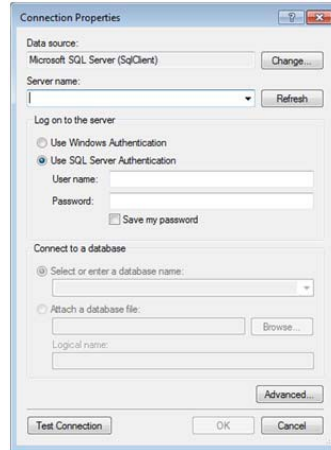 Connection Properties
Data source:
Microsoft SQL Server (SqlClient)
Change...
Server name:
Refresh
Log on to the server
Use Windows Authentication
Use SQL Server Authentication
User name:
Password:
Save my password
Connect to a database
Select or enter a database name:
Attach a database file:
Browse...
Logical name:
Advanced...
Test Connection
OK
Cancel